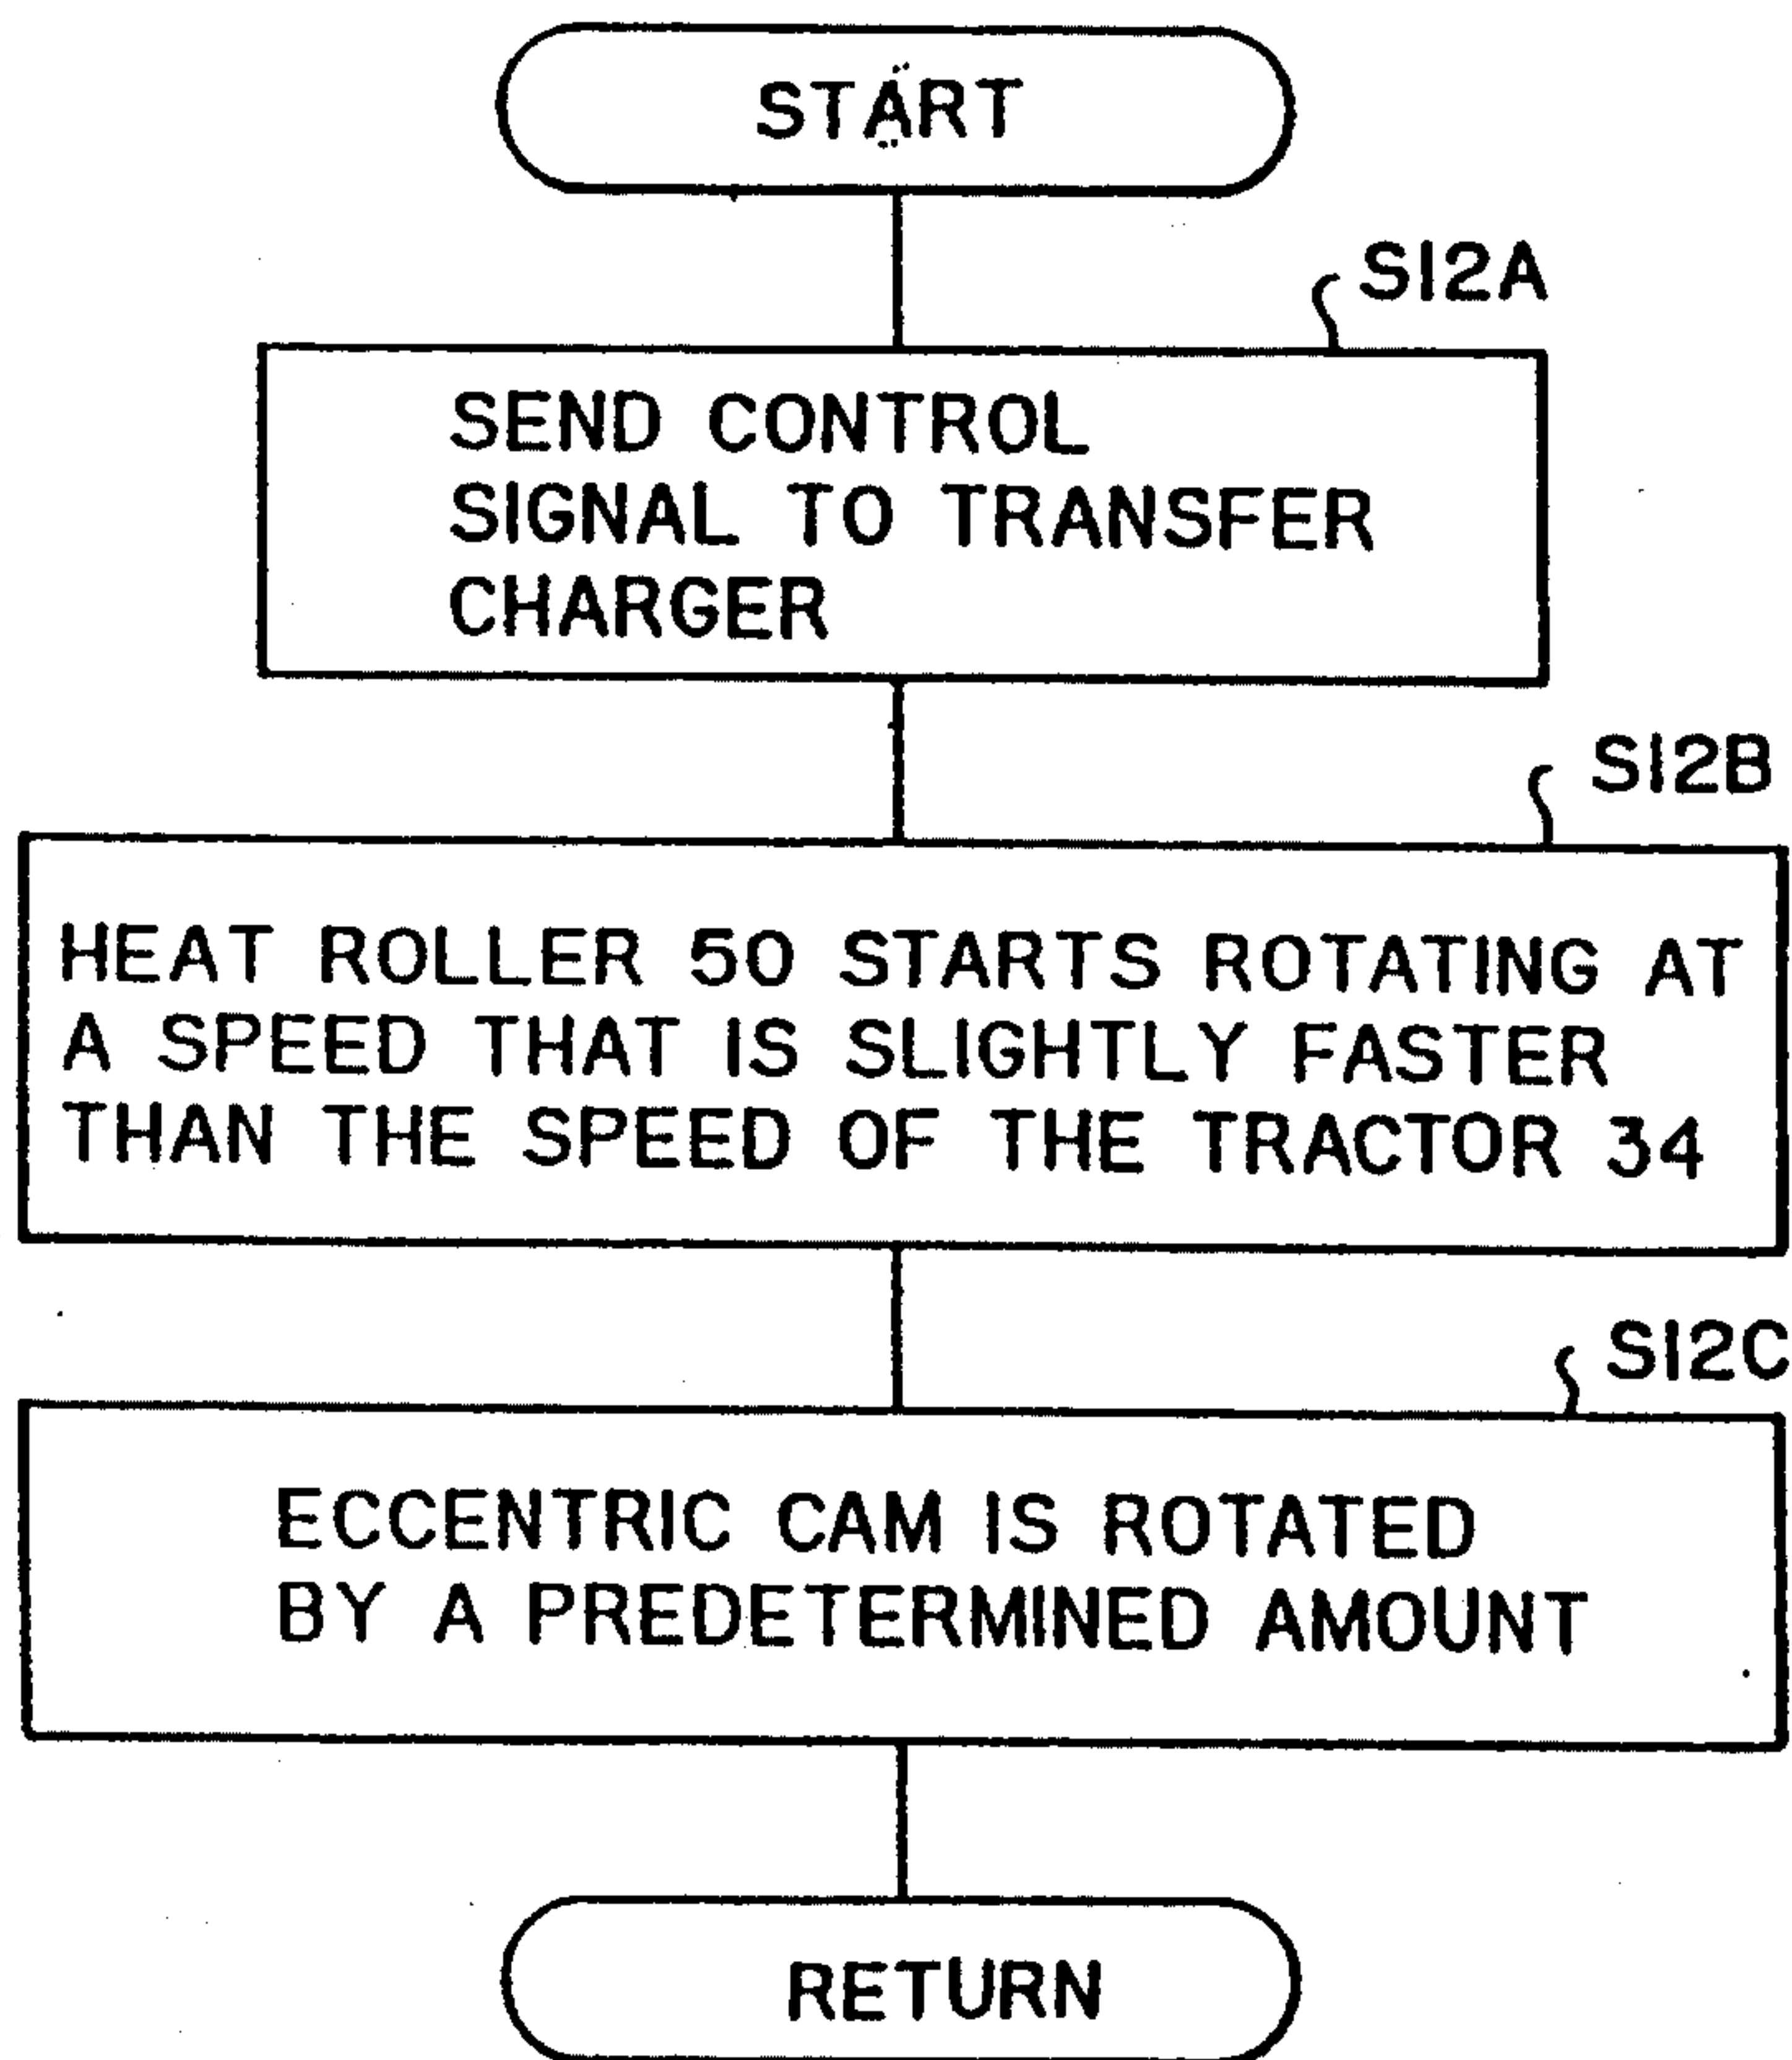 START
S12A
SEND CONTROL
SIGNAL TO TRANSFER
CHARGER
S12B
HEAT ROLLER 50 STARTS ROTATING AT
A SPEED THAT IS SLIGHTLY FASTER
THAN THE SPEED OF THE TRACTOR 34
S12C
ECCENTRIC CAM IS ROTATED
BY A PREDETERMINED AMOUNT
RETURN